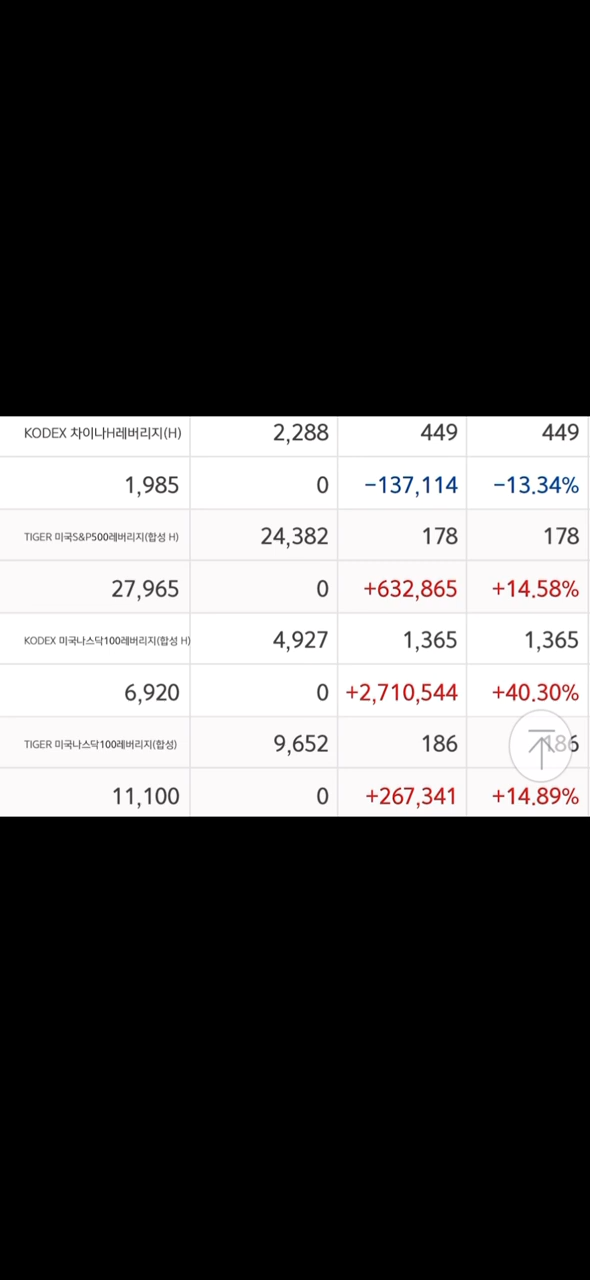 KODEX 차이나H레버리지(H) 2,288 449 449
1,985 0 -137,114 -13.34%
TIGER 미국S&P500레버리지(합성 H) 24,382 178 178
27,965 0 +632,865 +14.58%
KODEX 미국나스닥100레버리지(합성 H) 4,927 1,365 1,365
6,920 0 +2,710,544 +40.30%
TIGER 미국나스닥100레버리지(합성) 9,652 186 186
11,100 0 +267,341 +14.89%